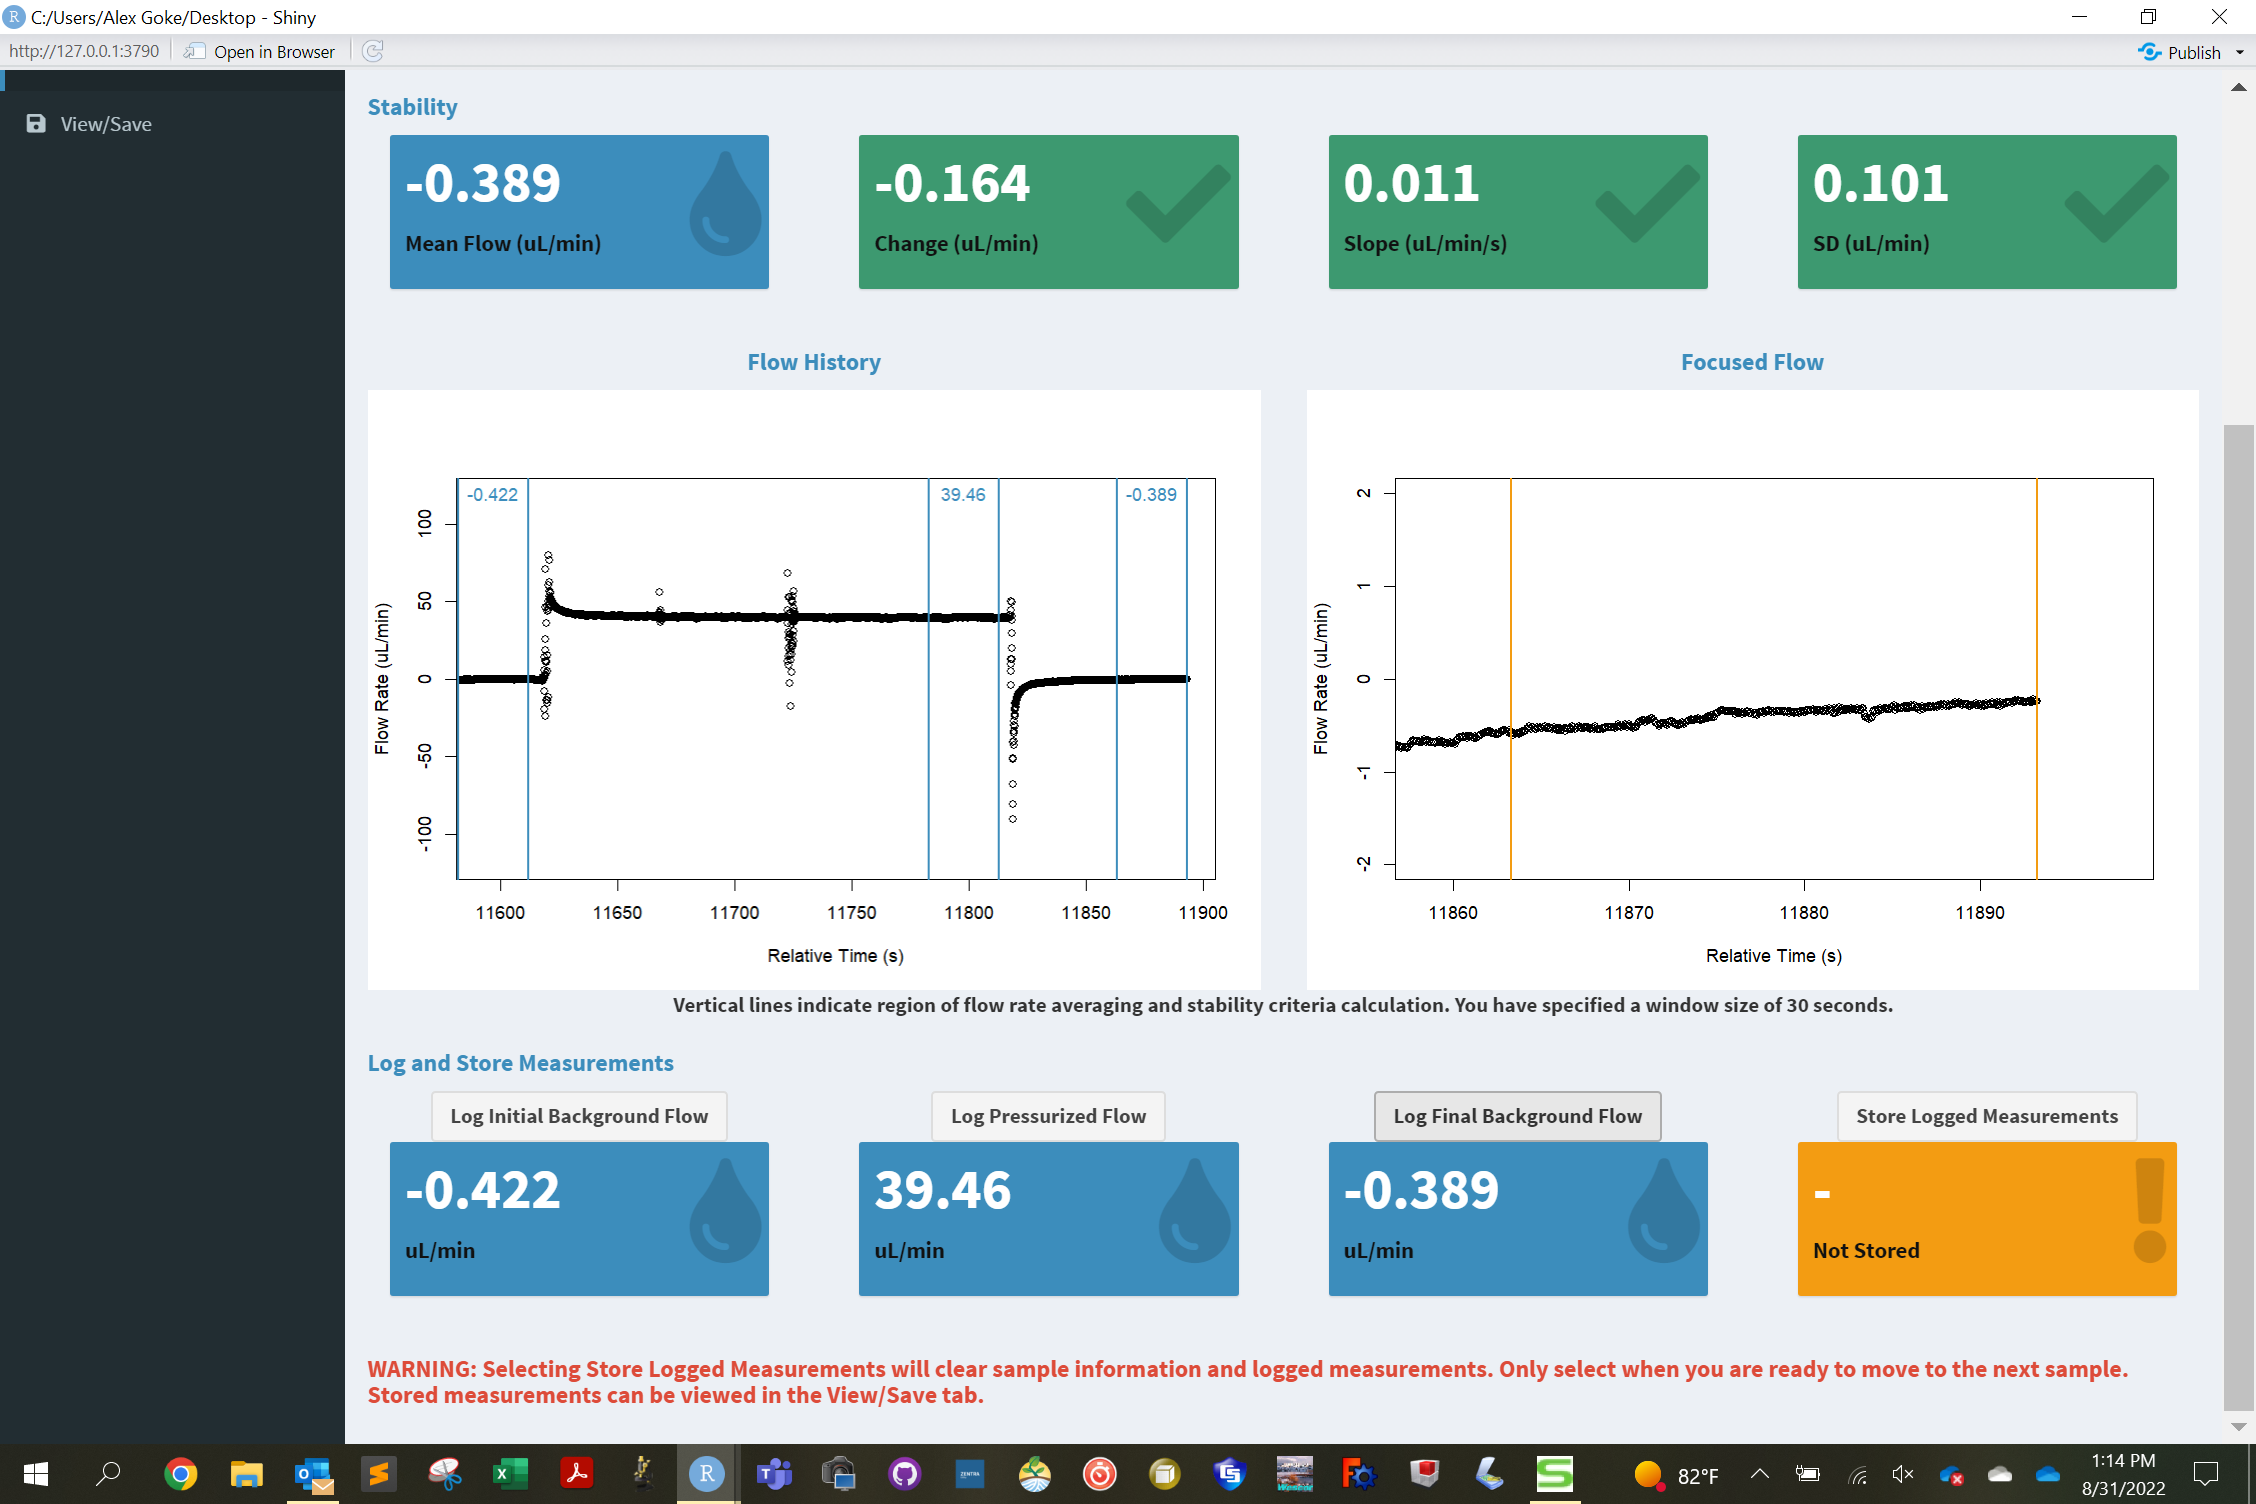 C:/Users/Alex Goke/Desktop - Shiny
http://127.0.0.1:3790
Open in Browser
Publish
View/Save
Stability
-0.389
Mean Flow (uL/min)
-0.164
Change (uL/min)
0.011
Slope (uL/min/s)
0.101
SD (uL/min)
Flow History
-0.422
39.46
-0.389
Flow Rate (uL/min)
100
50
0
-50
-100
11600 11650 11700 11750 11800 11850 11900
Relative Time (s)
Focused Flow
Flow Rate (uL/min)
2
1
0
-1
-2
11860 11870 11880 11890
Relative Time (s)
Vertical lines indicate region of flow rate averaging and stability criteria calculation. You have specified a window size of 30 seconds.
Log and Store Measurements
Log Initial Background Flow
-0.422
uL/min
Log Pressurized Flow
39.46
uL/min
Log Final Background Flow
-0.389
uL/min
Store Logged Measurements
-
Not Stored
WARNING: Selecting Store Logged Measurements will clear sample information and logged measurements. Only select when you are ready to move to the next sample.
Stored measurements can be viewed in the View/Save tab.
ZENTRA
82°F
1:14 PM
8/31/2022